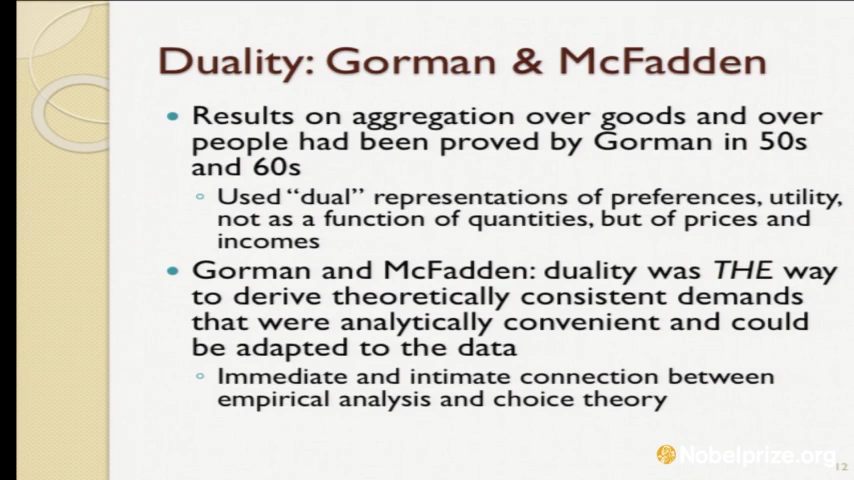 Duality: Gorman & McFadden
Results on aggregation over goods and over
people had been proved by Gorman in 50s
and 60s
Used “dual” representations of preferences, utility,
not as a function of quantities, but of prices and
incomes
Gorman and McFadden: duality was THE way
to derive theoretically consistent demands
that were analytically convenient and could
be adapted to the data
Immediate and intimate connection between
empirical analysis and choice theory
Nobelprize.org
12